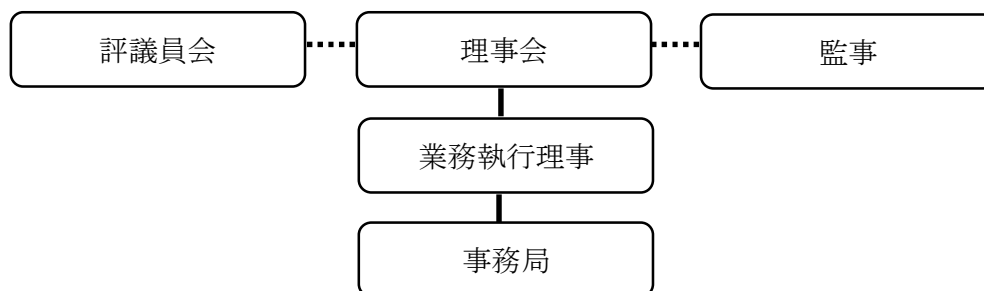 評議員会
理事会
監事
業務執行理事
事務局